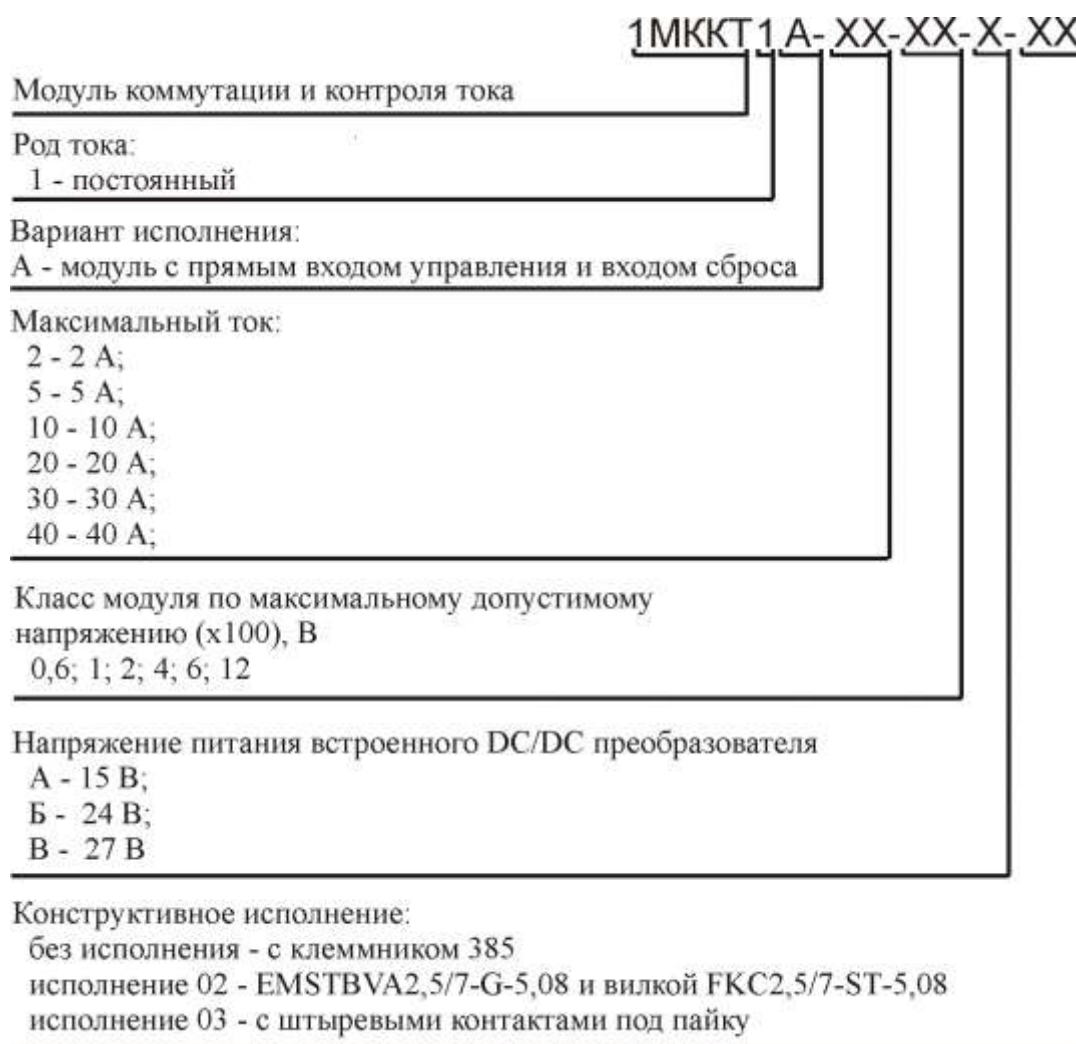 1МККТ1А-ХХ-ХХ-Х-ХХ
Модуль коммутации и контроля тока
Род тока:
1 - постоянный
Вариант исполнения:
А - модуль с прямым входом управления и входом сброса
Максимальный ток:
2 - 2 А;
5 - 5 А;
10 - 10 А;
20 - 20 А;
30 - 30 А;
40 - 40 А;
Класс модуля по максимальному допустимому
напряжению (х100), В
0,6; 1; 2; 4; 6; 12
Напряжение питания встроенного DC/DC преобразователя
А - 15 В;
Б - 24 В;
В - 27 В
Конструктивное исполнение:
без исполнения - с клеммником 385
исполнение 02 - EMSTBVA2,5/7-G-5,08 и вилкой FKC2,5/7-ST-5,08
исполнение 03 - с штыревыми контактами под пайку